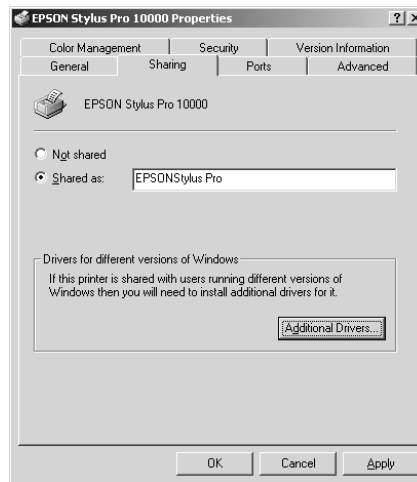 EPSON Stylus Pro 10000 Properties
Color Management Security Version Information
General Sharing Ports Advanced
EPSON Stylus Pro 10000
Not shared
Shared as: EPSONStylus Pro
Drivers for different versions of Windows
If this printer is shared with users running different versions of
Windows then you will need to install additional drivers for it.
Additional Drivers...
OK Cancel Apply